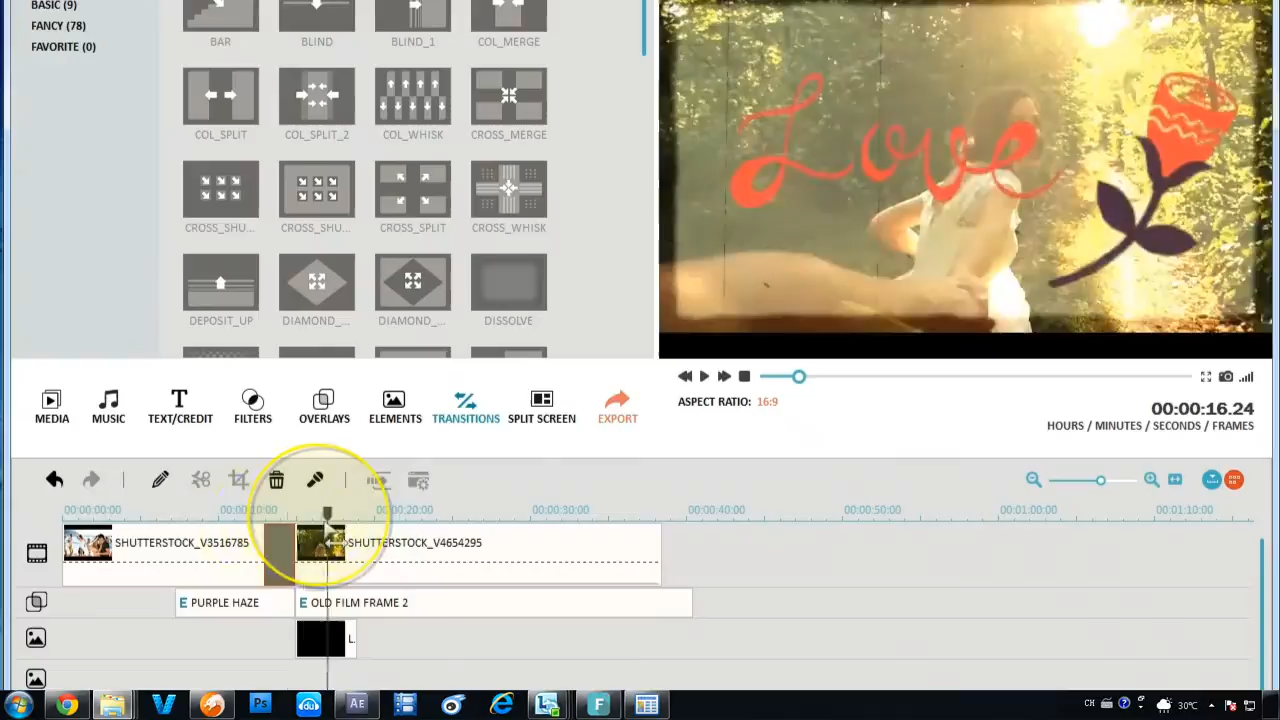 BASIC (9)
FANCY (78)
FAVORITE (0)
BAR
BLIND
BLIND_1
COL_MERGE
COL_SPLIT
COL_SPLIT_2
COL_WHISK
CROSS_MERGE
CROSS_SHU...
CROSS_SHU...
CROSS_SPLIT
CROSS_WHISK
DEPOSIT_UP
DIAMOND_...
DIAMOND_...
DISSOLVE
Love
MEDIA
MUSIC
TEXT/CREDIT
FILTERS
OVERLAYS
ELEMENTS
TRANSITIONS
SPLIT SCREEN
EXPORT
ASPECT RATIO: 16:9
00:00:16.24
HOURS / MINUTES / SECONDS / FRAMES
00:00:00:00
00:00:10:00
00:00:20:00
00:00:30:00
00:00:40:00
00:00:50:00
00:01:00:00
00:01:10:00
SHUTTERSTOCK_V3516785
SHUTTERSTOCK_V4654295
E PURPLE HAZE
E OLD FILM FRAME 2
L.
Ps
Ae
F
CH
30°C